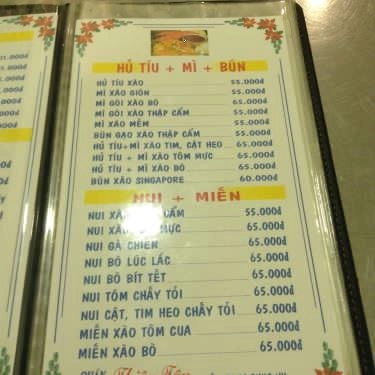 HỦ TÍU + MÌ + BÚN
HỦ TÍU XÀO 55.000đ
MÌ XÀO GIÒN 55.000đ
MÌ GÓI XÀO BÒ 65.000đ
MÌ GÓI XÀO THẬP CẨM 55.000đ
MÌ XÀO MỀM 55.000đ
BÚN GẠO XÀO THẬP CẨM 55.000đ
HỦ TÍU+MÌ XÀO TIM, CẬT HEO 65.000đ
HỦ TÍU + MÌ XÀO TÔM MỰC 65.000đ
HỦ TÍU + MÌ XÀO BÒ 65.000đ
BÚN XÀO SINGAPORE 60.000đ
NUI + MIẾN
NUI CẨM 55.000đ
NUI MỰC 65.000đ
NUI GÀ CHIÊN 65.000đ
NUI BÒ LÚC LẮC 65.000đ
NUI BÒ BÍT TẾT 65.000đ
NUI TÓM CHẤY TỎI 65.000đ
NUI CẬT, TIM HEO CHẤY TỎI 65.000đ
MIẾN XÀO TÔM CUA 65.000đ
MIẾN XÀO BÒ 65.000đ
QUÁN